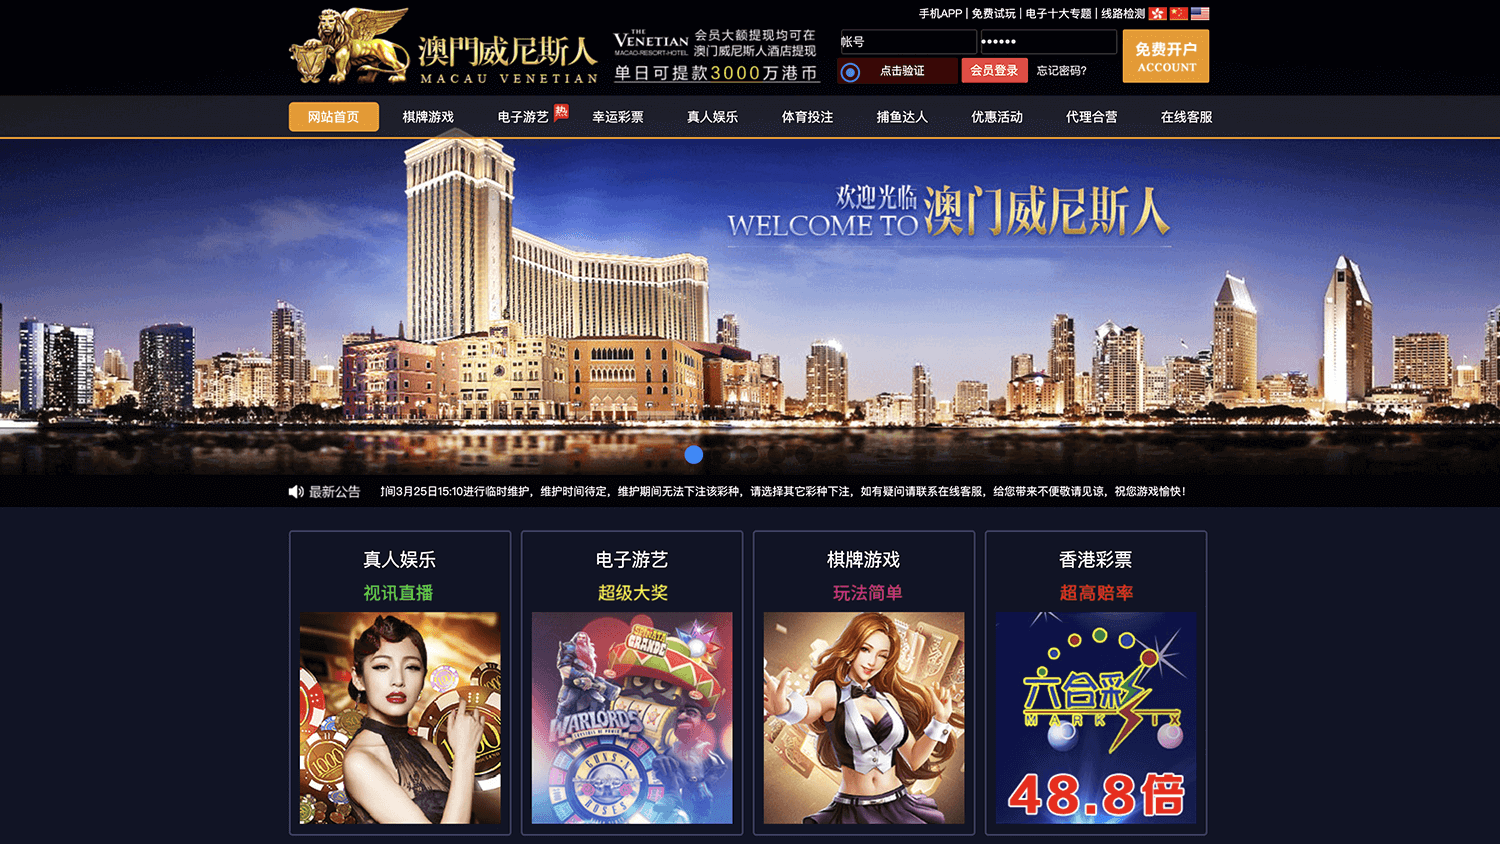 手机APP | 免费试玩 | 电子十大专题 | 线路检测
澳門威尼斯人
MACAU VENETIAN
THE
VENETIAN
MACAO-RESORT-HOTEL
会员大额提现均可在
澳门威尼斯人酒店提现
单日可提款3000万港币
帐号
••••••
免费开户
ACCOUNT
点击验证
会员登录
忘记密码?
网站首页
棋牌游戏
电子游艺
热
幸运彩票
真人娱乐
体育投注
捕鱼达人
优惠活动
代理合营
在线客服
欢迎光临
WELCOME TO
澳门威尼斯人
最新公告
间3月25日15:10进行临时维护，维护时间待定，维护期间无法下注该彩种，请选择其它彩种下注，如有疑问请联系在线客服，给您带来不便敬请见谅，祝您游戏愉快！
真人娱乐
视讯直播
电子游艺
超级大奖
棋牌游戏
玩法简单
香港彩票
超高赔率
1000
SPINATA
GRANDE
WARLORDS
CRYSTALS OF POWER
GUNS N
ROSES
六合彩
MARK SIX
48.8倍